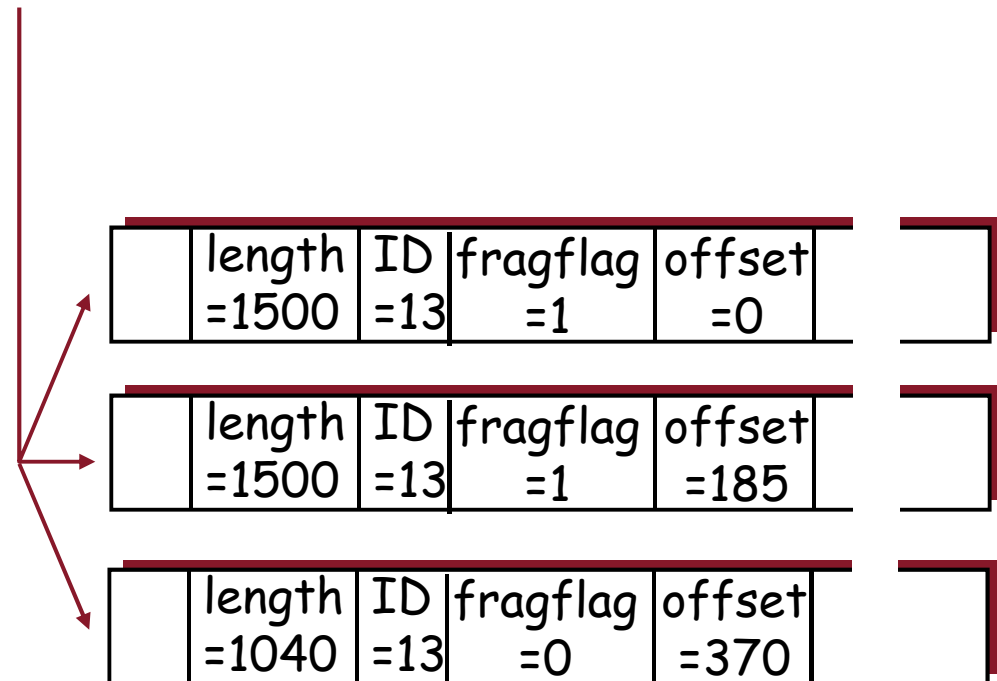 length ID fragflag offset
=1500 =13 =1 =0
length ID fragflag offset
=1500 =13 =1 =185
length ID fragflag offset
=1040 =13 =0 =370